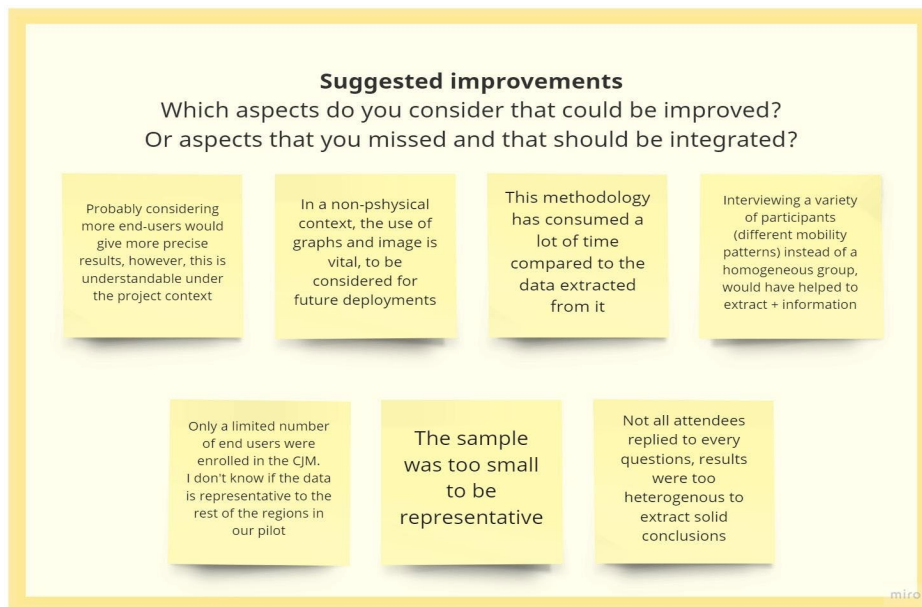 Suggested improvements
Which aspects do you consider that could be improved?
Or aspects that you missed and that should be integrated?
Probably considering
more end-users would
give more precise
results, however, this is
understandable under
the project context
In a non-pshysical
context, the use of
graphs and image is
vital, to be
considered for
future deployments
This methodology
has consumed a
lot of time
compared to the
data extracted
from it
Interviewing a variety
of participants
(different mobility
patterns) instead of a
homogeneous group,
would have helped to
extract + information
Only a limited number
of end users were
enrolled in the CJM.
I don't know if the data
is representative to the
rest of the regions in
our pilot
The sample
was too small
to be
representative
Not all attendees
replied to every
questions, results
were too
heterogenous to
extract solid
conclusions
miro